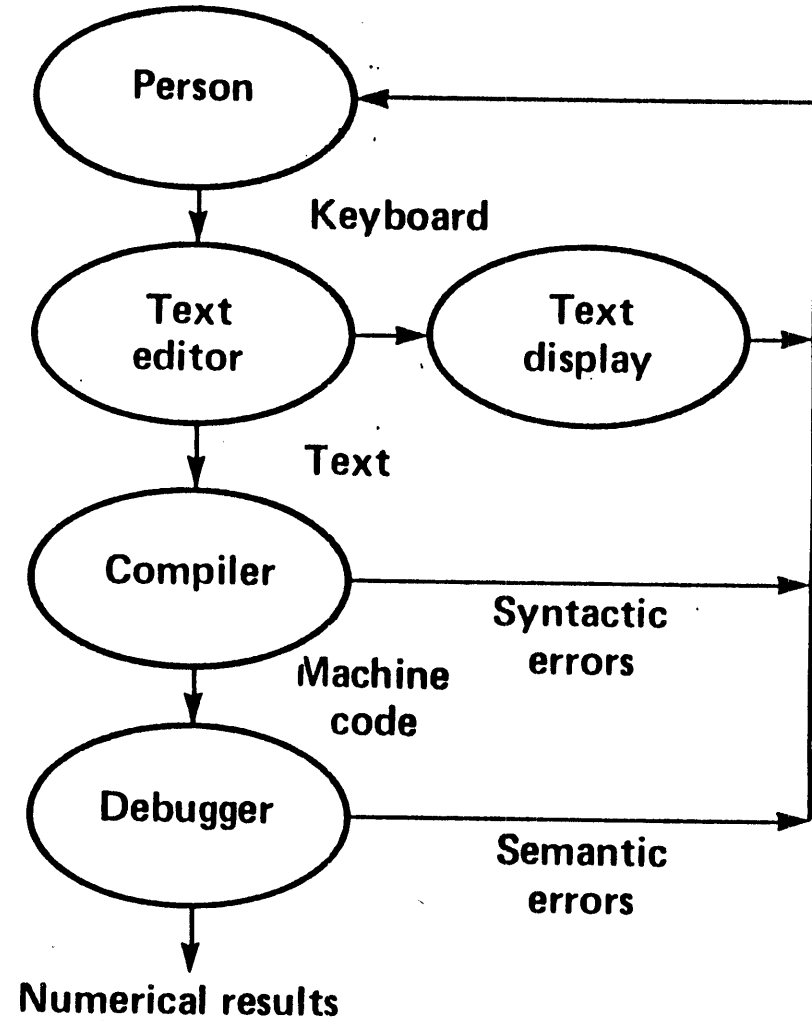 Person
Keyboard
Text
editor
Text
display
Text
Compiler
Syntactic
errors
Machine
code
Debugger
Semantic
errors
Numerical results